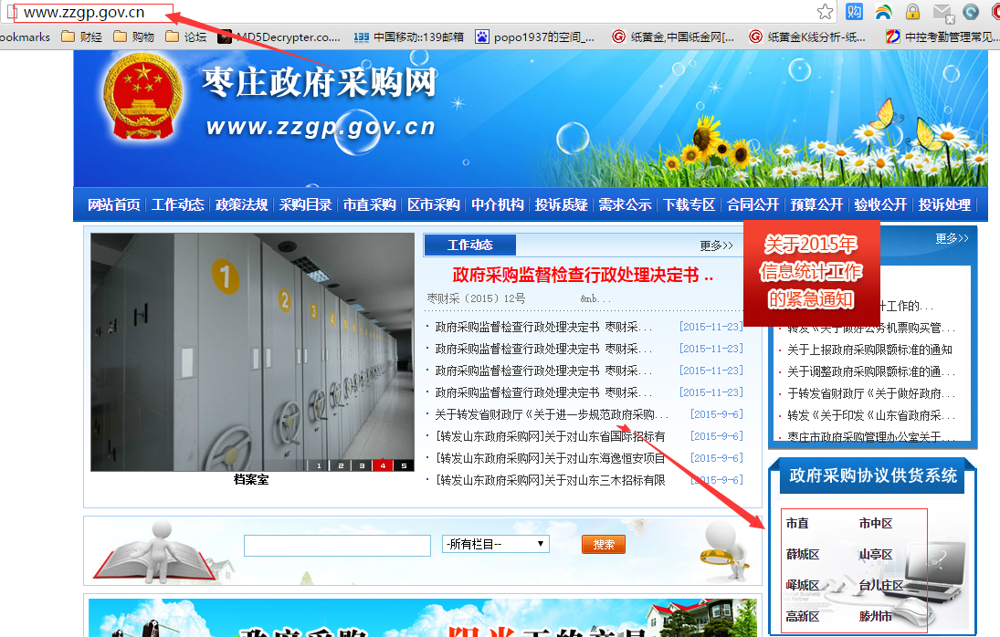 www.zzgp.gov.cn
ookmarks 财经 购物 论坛 MD5Decrypter.co.... 中国移动::139邮箱 popo1937的空间_... 纸黄金,中国纸金网[... 纸黄金K线分析-纸... 中控考勤管理常见...
枣庄政府采购网
www.zzgp.gov.cn
网站首页 工作动态 政策法规 采购目录 市直采购 区市采购 中介机构 投诉质疑 需求公示 下载专区 合同公开 预算公开 验收公开 投诉处理
1
2
3
4
1 2 3 4 5
档案室
工作动态 更多>>
政府采购监督检查行政处理决定书 ..
枣财采（2015）12号 &nb...
政府采购监督检查行政处理决定书 枣财采... [2015-11-23]
政府采购监督检查行政处理决定书 枣财采... [2015-11-23]
政府采购监督检查行政处理决定书 枣财采... [2015-11-23]
政府采购监督检查行政处理决定书 枣财采... [2015-11-23]
关于转发省财政厅《关于进一步规范政府采购... [2015-9-6]
[转发山东政府采购网]关于对山东省国际招标有 [2015-9-6]
[转发山东政府采购网]关于对山东海逸恒安项目 [2015-9-6]
[转发山东政府采购网]关于对山东三木招标有限 [2015-9-6]
关于2015年
信息统计工作
的紧急通知
更多>>
计工作的...
转发《关于做好公务机票购买管...
关于上报政府采购限额标准的通知
关于调整政府采购限额标准的通...
于转发省财政厅《关于做好政府...
转发《关于印发《山东省政府采...
枣庄市政府采购管理办公室关于...
政府采购协议供货系统
市直 市中区
薛城区 山亭区
峄城区 台儿庄区
高新区 滕州市
-所有栏目-- 搜索